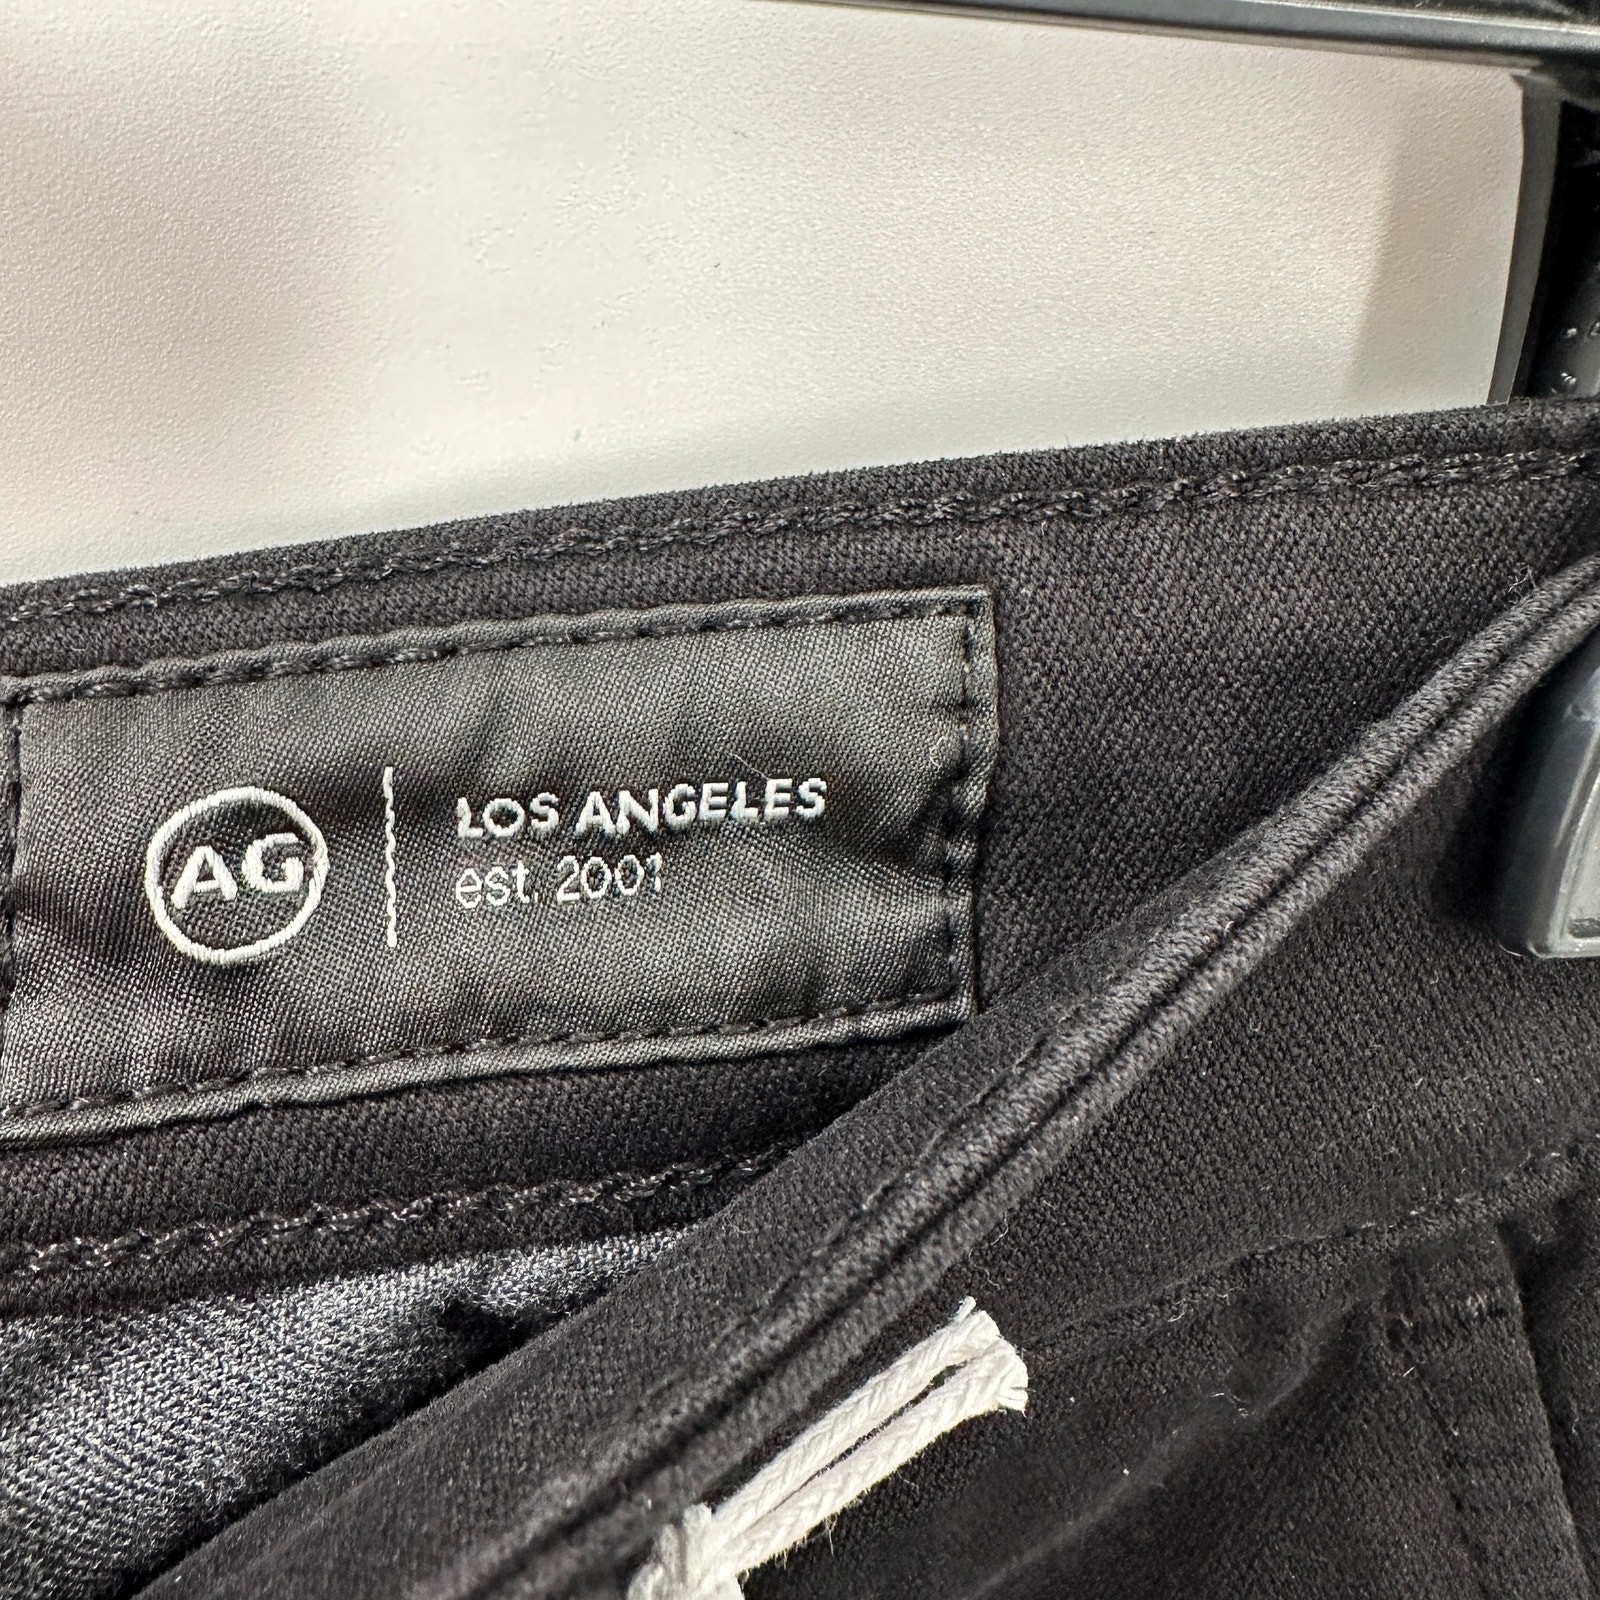 AG
LOS ANGELES
est. 2001